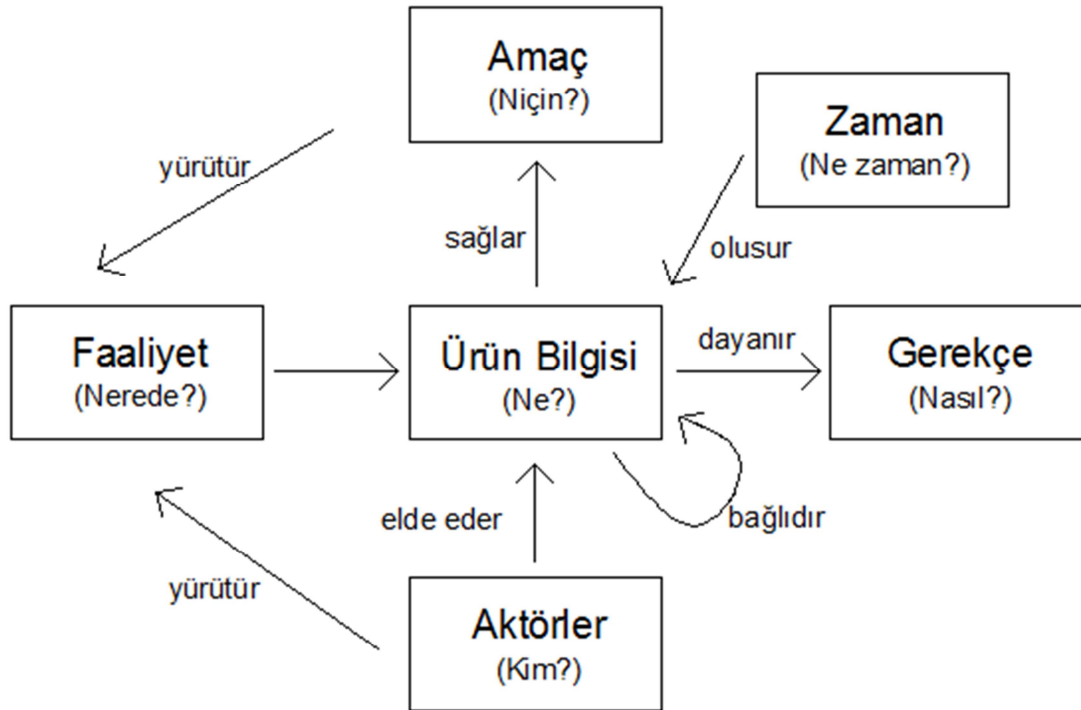 Amaç
(Niçin?)
Zaman
(Ne zaman?)
yürütür
sağlar
olusur
Faaliyet
(Nerede?)
Ürün Bilgisi
(Ne?)
dayanır
Gerekçe
(Nasıl?)
elde eder
bağlıdır
yürütür
Aktörler
(Kim?)